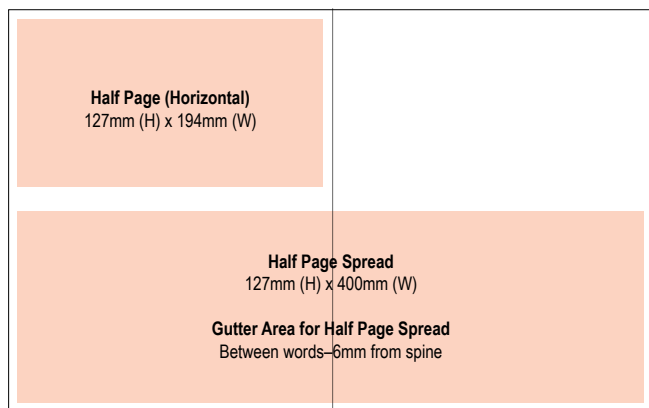 Half Page (Horizontal)
127mm (H) x 194mm (W)
Half Page Spread
127mm (H) x 400mm (W)
Gutter Area for Half Page Spread
Between words–6mm from spine